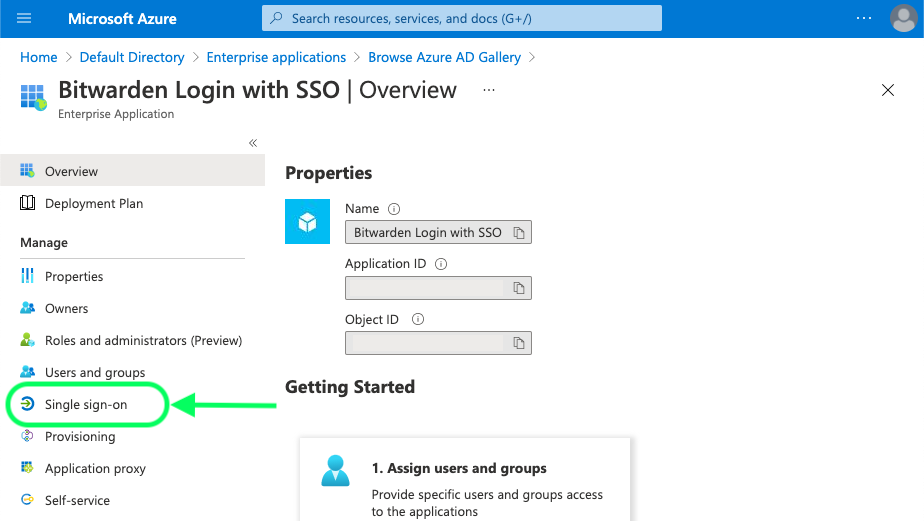 Microsoft Azure
Search resources, services, and docs (G+/)
Home > Default Directory > Enterprise applications > Browse Azure AD Gallery >
Bitwarden Login with SSO | Overview ...
Enterprise Application
«
Overview
Deployment Plan
Manage
Properties
Owners
Roles and administrators (Preview)
Users and groups
Single sign-on
Provisioning
Application proxy
Self-service
Properties
Name
Bitwarden Login with SSO
Application ID
Object ID
Getting Started
1. Assign users and groups
Provide specific users and groups access
to the applications